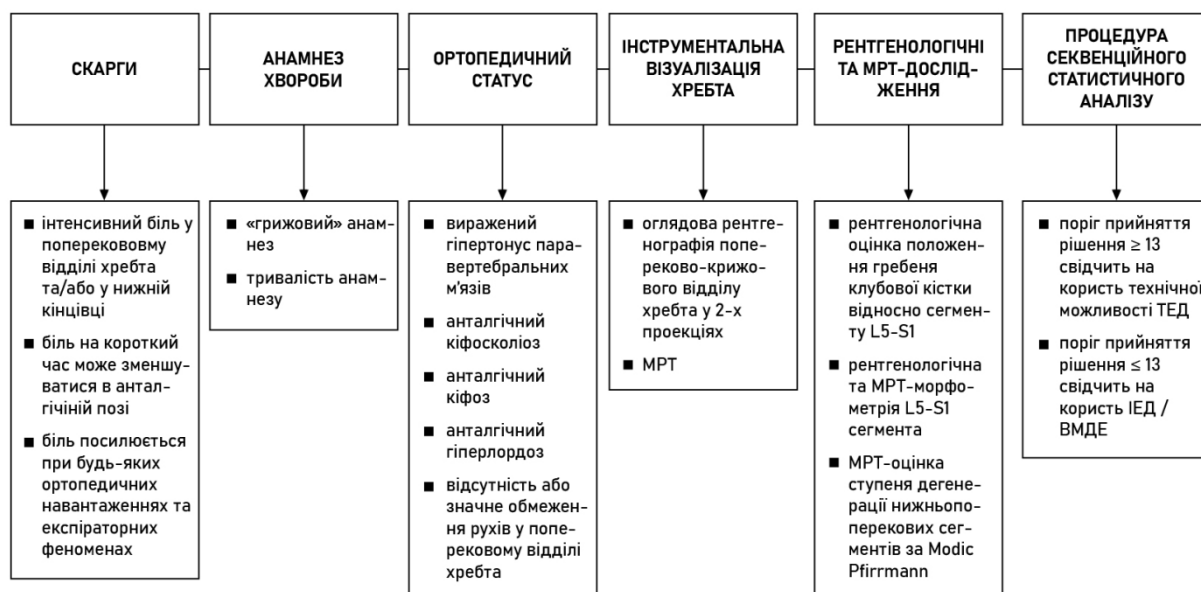 СКАРГИ
АНАМНЕЗ
ХВОРОБИ
ОРТОПЕДИЧНИЙ
СТАТУС
ІНСТРУМЕНТАЛЬНА
ВІЗУАЛІЗАЦІЯ
ХРЕБТА
РЕНТГЕНОЛОГІЧНІ
ТА МРТ-ДОСЛІД-
ЖЕННЯ
ПРОЦЕДУРА
СЕКВЕНЦІЙНОГО
СТАТИСТИЧНОГО
АНАЛІЗУ
■ інтенсивний біль у
поперекововму
відділі хребта
та/або у нижній
кінцівці
■ біль на короткий
час може зменшу-
ватися в антал-
гічіній позі
■ біль посилюється
при будь-яких
ортопедичних
навантаженнях та
експіраторних
феноменах
■ «грижовий» анам-
нез
■ тривалість анам-
незу
■ виражений
гіпертонус пара-
вертебральних
м'язів
■ анталгічний
кіфосколіоз
■ анталгічний
кіфоз
■ анталгічний
гіперлордоз
■ відсутність або
значне обмежен-
ня рухів у попе-
рековому відділі
хребта
■ оглядова рентге-
нографія попе-
реково-крижо-
вого відділу
хребта у 2-х
проекціях
■ МРТ
■ рентгенологічна
оцінка положен-
ня гребеня
клубової кістки
відносно сегмен-
ту L5-S1
■ рентгенологічна
та МРТ-морфо-
метрія L5-S1
сегмента
■ МРТ-оцінка
ступеня дегене-
рації нижньопо-
перекових сег-
ментів за Modic
Pfirrmann
■ поріг прийняття
рішення ≥ 13
свідчить на
користь технічної
можливості ТЕД
■ поріг прийняття
рішення ≤ 13
свідчить на
користь ІЕД /
ВМДЕ